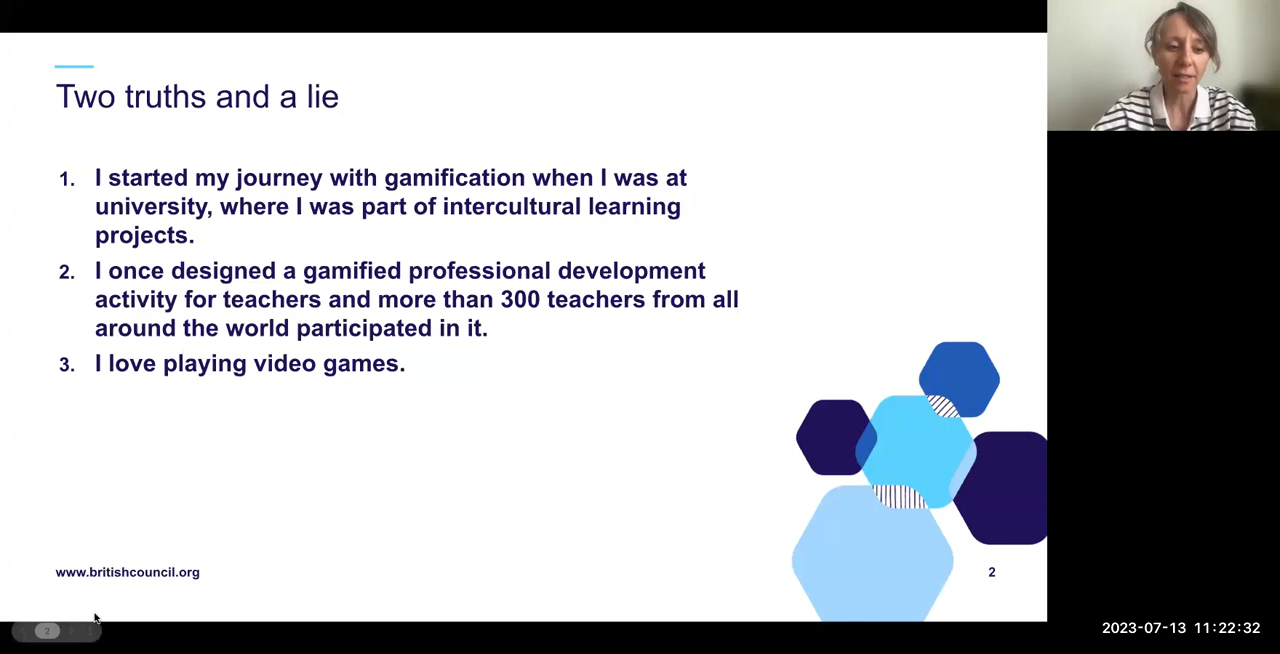 Two truths and a lie
1. I started my journey with gamification when I was at
university, where I was part of intercultural learning
projects.
2. I once designed a gamified professional development
activity for teachers and more than 300 teachers from all
around the world participated in it.
3. I love playing video games.
www.britishcouncil.org
2
2
2023-07-13 11:22:32